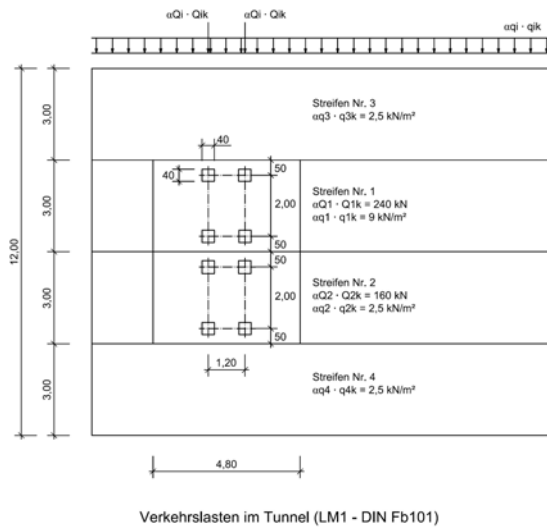 αQi · Qik
αQi · Qik
αqi · qik
Streifen Nr. 3
αq3 · q3k = 2,5 kN/m²
3,00
40
50
40
Streifen Nr. 1
αQ1 · Q1k = 240 kN
αq1 · q1k = 9 kN/m²
3,00
2,00
50
12,00
50
Streifen Nr. 2
αQ2 · Q2k = 160 kN
αq2 · q2k = 2,5 kN/m²
3,00
2,00
50
1,20
Streifen Nr. 4
αq4 · q4k = 2,5 kN/m²
3,00
4,80
Verkehrslasten im Tunnel (LM1 - DIN Fb101)